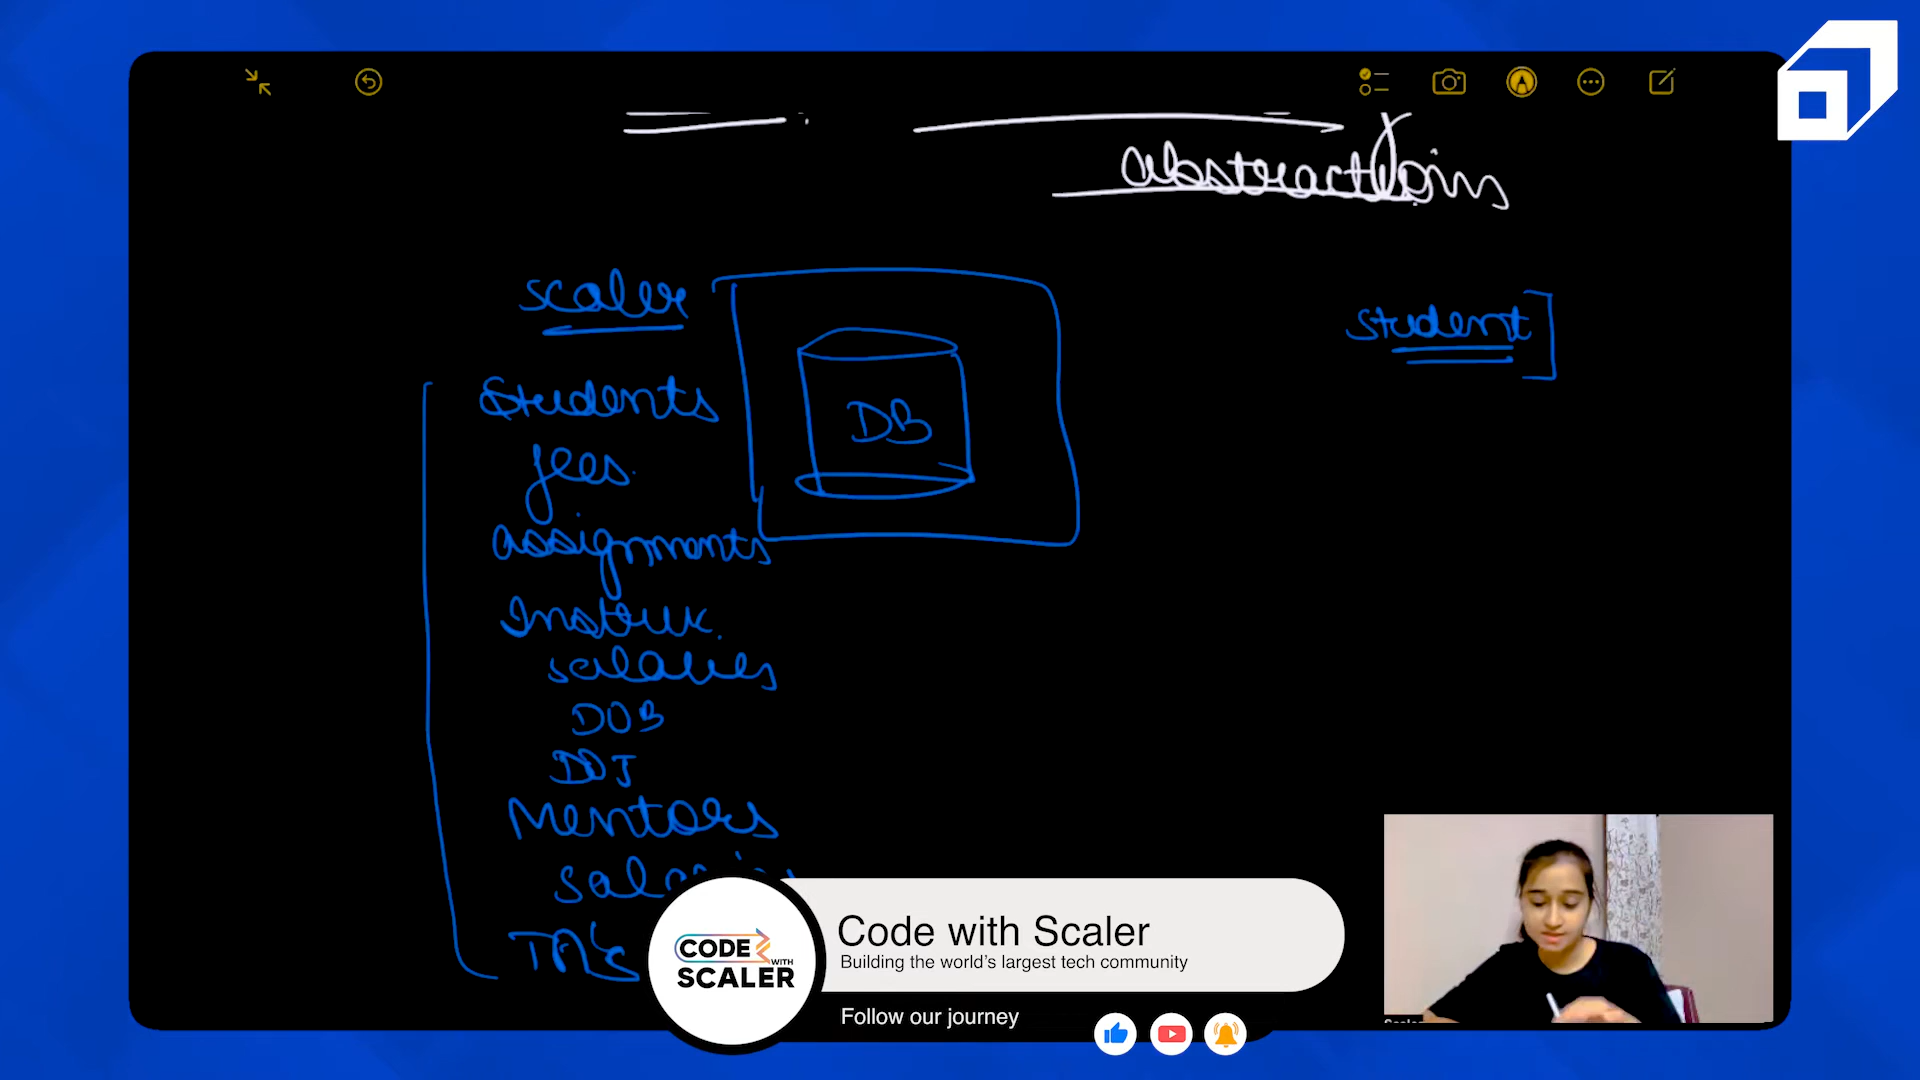 abstractions
scaler
student
Students
DB
fees.
assignments
Instruc.
salaries
DOB
DOJ
Mentors
TA's
CODE
WITH
SCALER
Code with Scaler
Building the world's largest tech community
Follow our journey